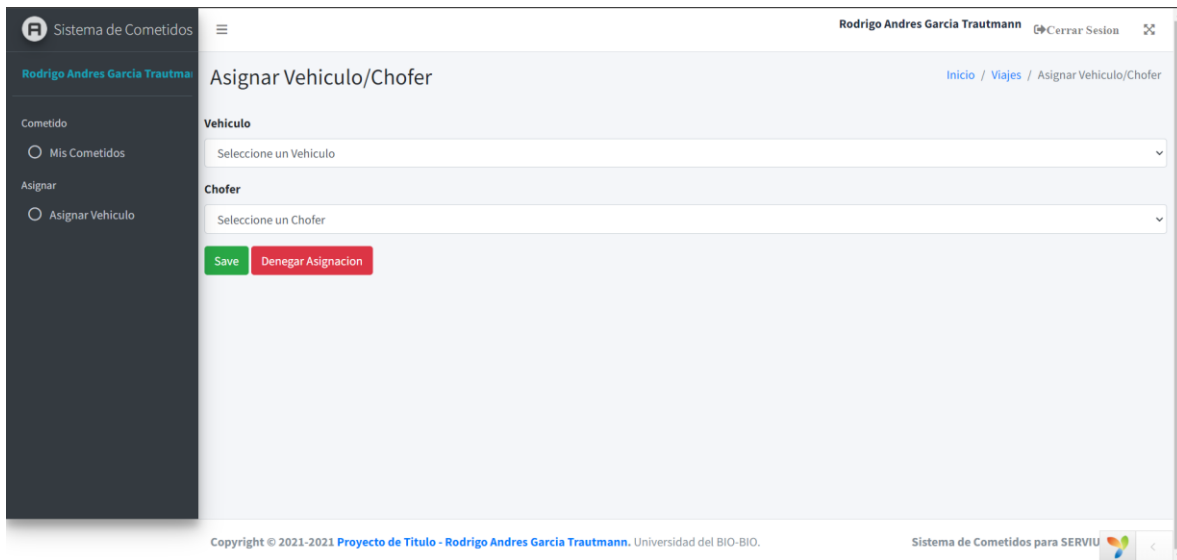 Sistema de Cometidos
Rodrigo Andres Garcia Trautmann Cerrar Sesion
Rodrigo Andres Garcia Trautma
Asignar Vehiculo/Chofer
Inicio / Viajes / Asignar Vehiculo/Chofer
Cometido
Mis Cometidos
Asignar
Asignar Vehiculo
Vehiculo
Seleccione un Vehiculo
Chofer
Seleccione un Chofer
Save Denegar Asignacion
Copyright © 2021-2021 Proyecto de Titulo - Rodrigo Andres Garcia Trautmann. Universidad del BIO-BIO.
Sistema de Cometidos para SERVIU